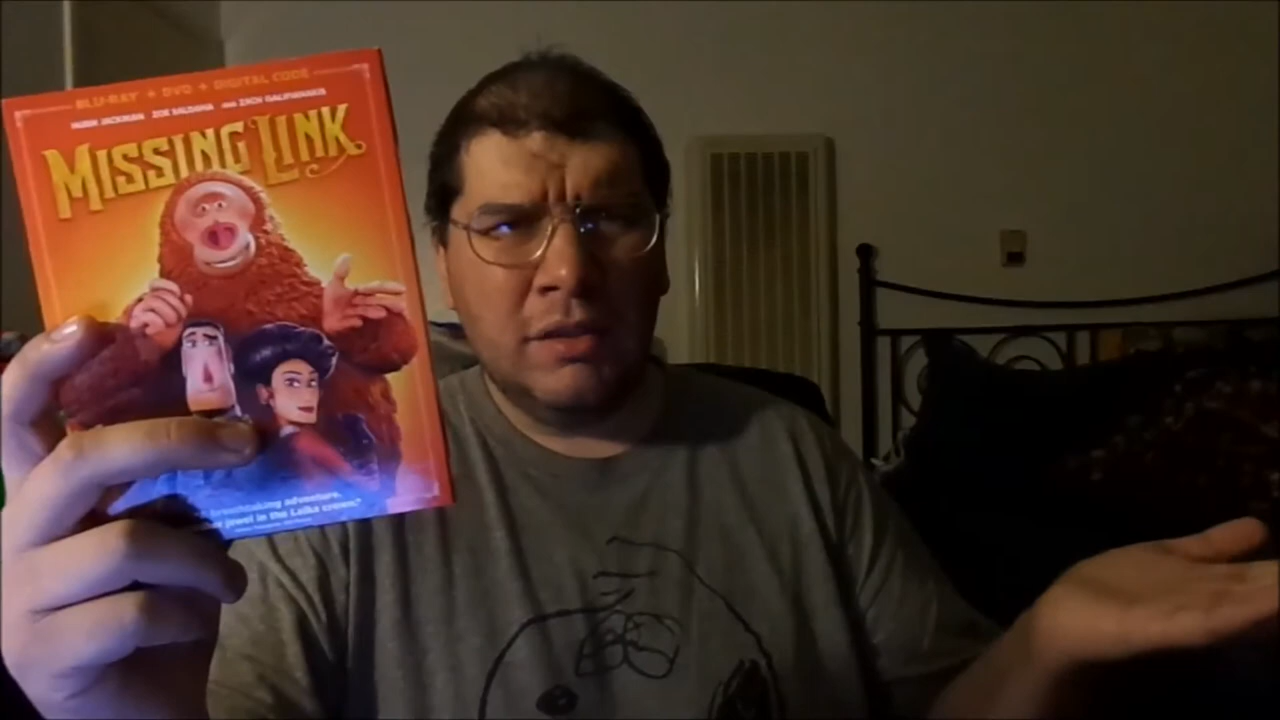 BLU-RAY + DVD + DIGITAL CODE
HUGH JACKMAN ZOE SALDANA AND ZACH GALIFIANAKIS
MISSING LINK
breathtaking adventure.
jewel in the Laika crown."